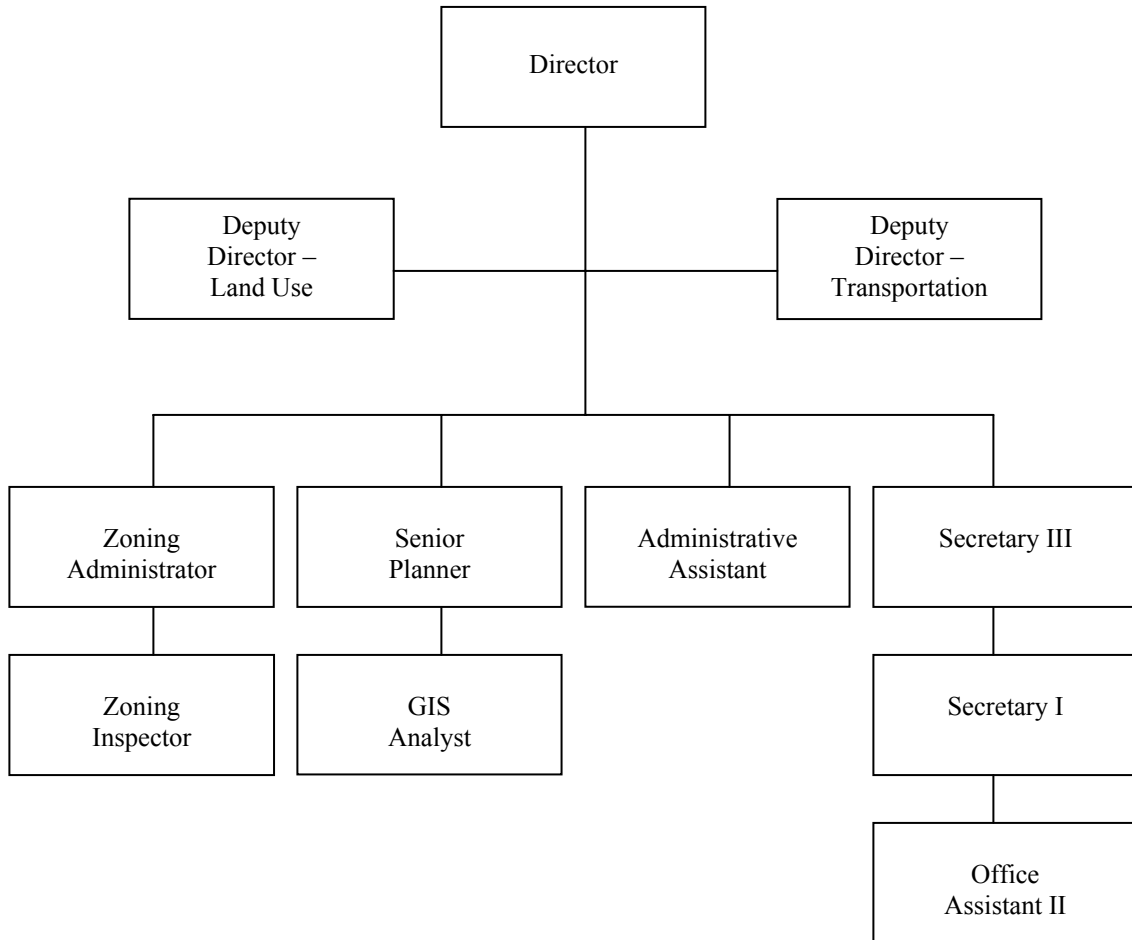 Director
Deputy
Director –
Land Use
Deputy
Director –
Transportation
Zoning
Administrator
Senior
Planner
Administrative
Assistant
Secretary III
Zoning
Inspector
GIS
Analyst
Secretary I
Office
Assistant II